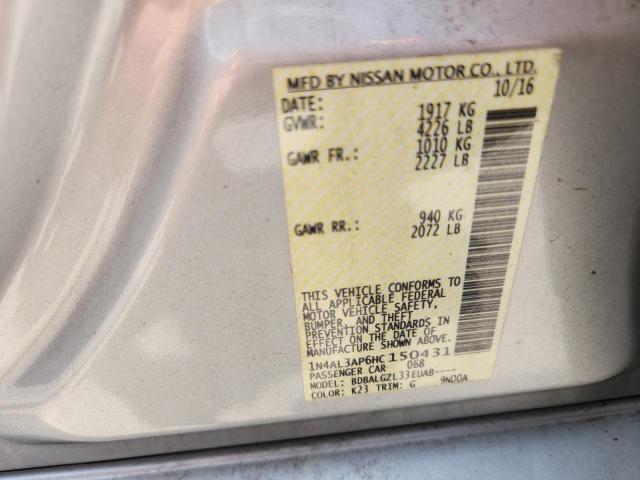 MFD BY NISSAN MOTOR CO., LTD.
DATE: 10/16
GVWR: 1917 KG
4226 LB
GAWR FR.: 1010 KG
2227 LB
GAWR RR.: 940 KG
2072 LB
THIS VEHICLE CONFORMS TO
ALL APPLICABLE FEDERAL
MOTOR VEHICLE SAFETY,
BUMPER, AND THEFT
PREVENTION STANDARDS IN
EFFECT ON THE DATE OF
MANUFACTURE SHOWN ABOVE.
1N4AL3AP6HC150431
PASSENGER CAR 068
MODEL: BDBALGZL33EUAB----
COLOR: K23 TRIM: G 9N00A